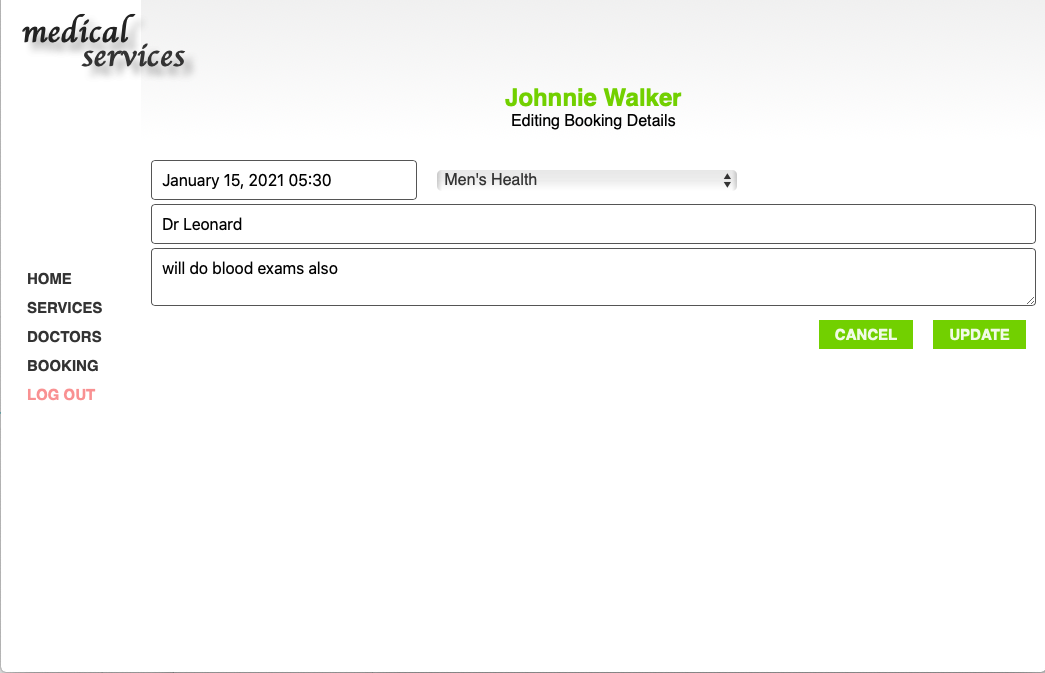 medical
services
Johnnie Walker
Editing Booking Details
January 15, 2021 05:30
Men's Health
Dr Leonard
will do blood exams also
CANCEL
UPDATE
HOME
SERVICES
DOCTORS
BOOKING
LOG OUT